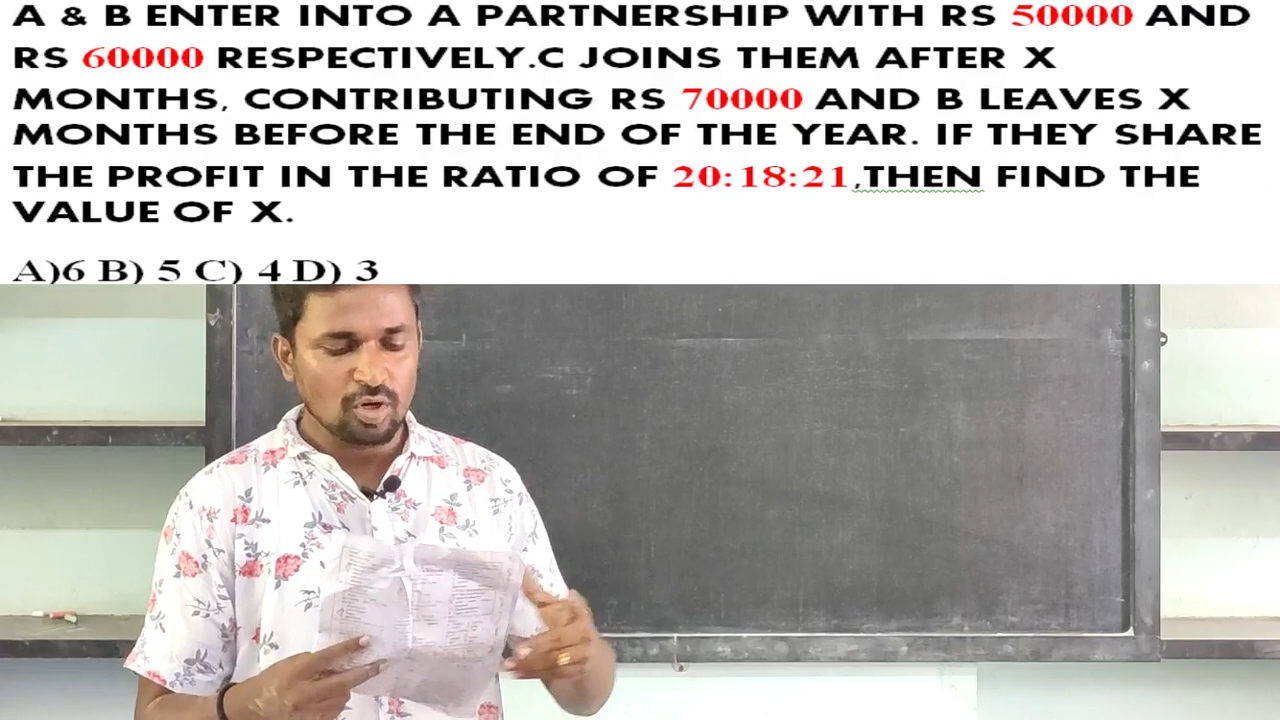 A & B ENTER INTO A PARTNERSHIP WITH RS 50000 AND
RS 60000 RESPECTIVELY.C JOINS THEM AFTER X
MONTHS, CONTRIBUTING RS 70000 AND B LEAVES X
MONTHS BEFORE THE END OF THE YEAR. IF THEY SHARE
THE PROFIT IN THE RATIO OF 20:18:21,THEN FIND THE
VALUE OF X.
A)6 B) 5 C) 4 D) 3